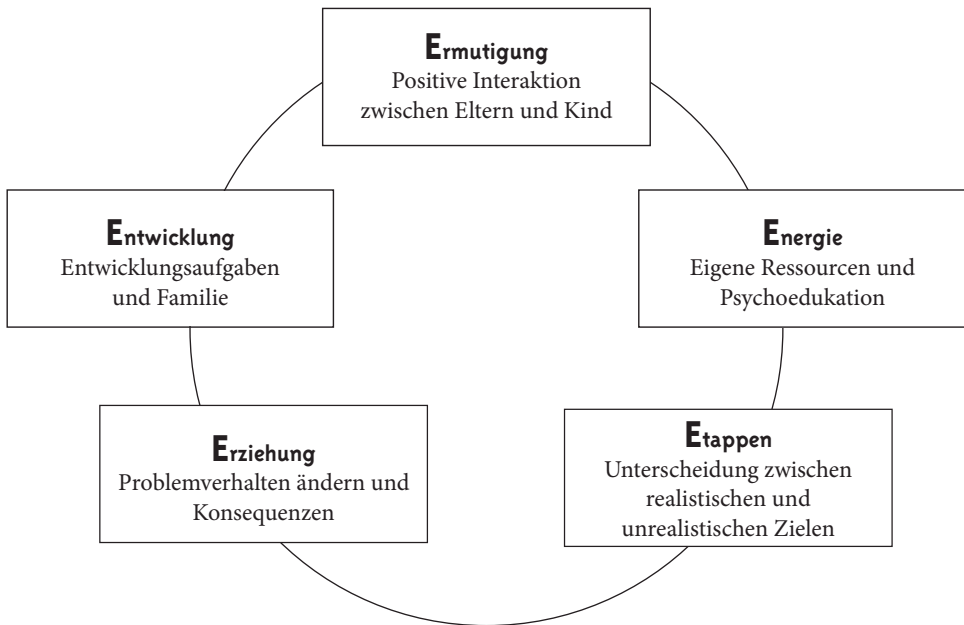 Ermutigung
Positive Interaktion
zwischen Eltern und Kind
Entwicklung
Entwicklungsaufgaben
und Familie
Energie
Eigene Ressourcen und
Psychoedukation
Erziehung
Problemverhalten ändern und
Konsequenzen
Etappen
Unterscheidung zwischen
realistischen und
unrealistischen Zielen